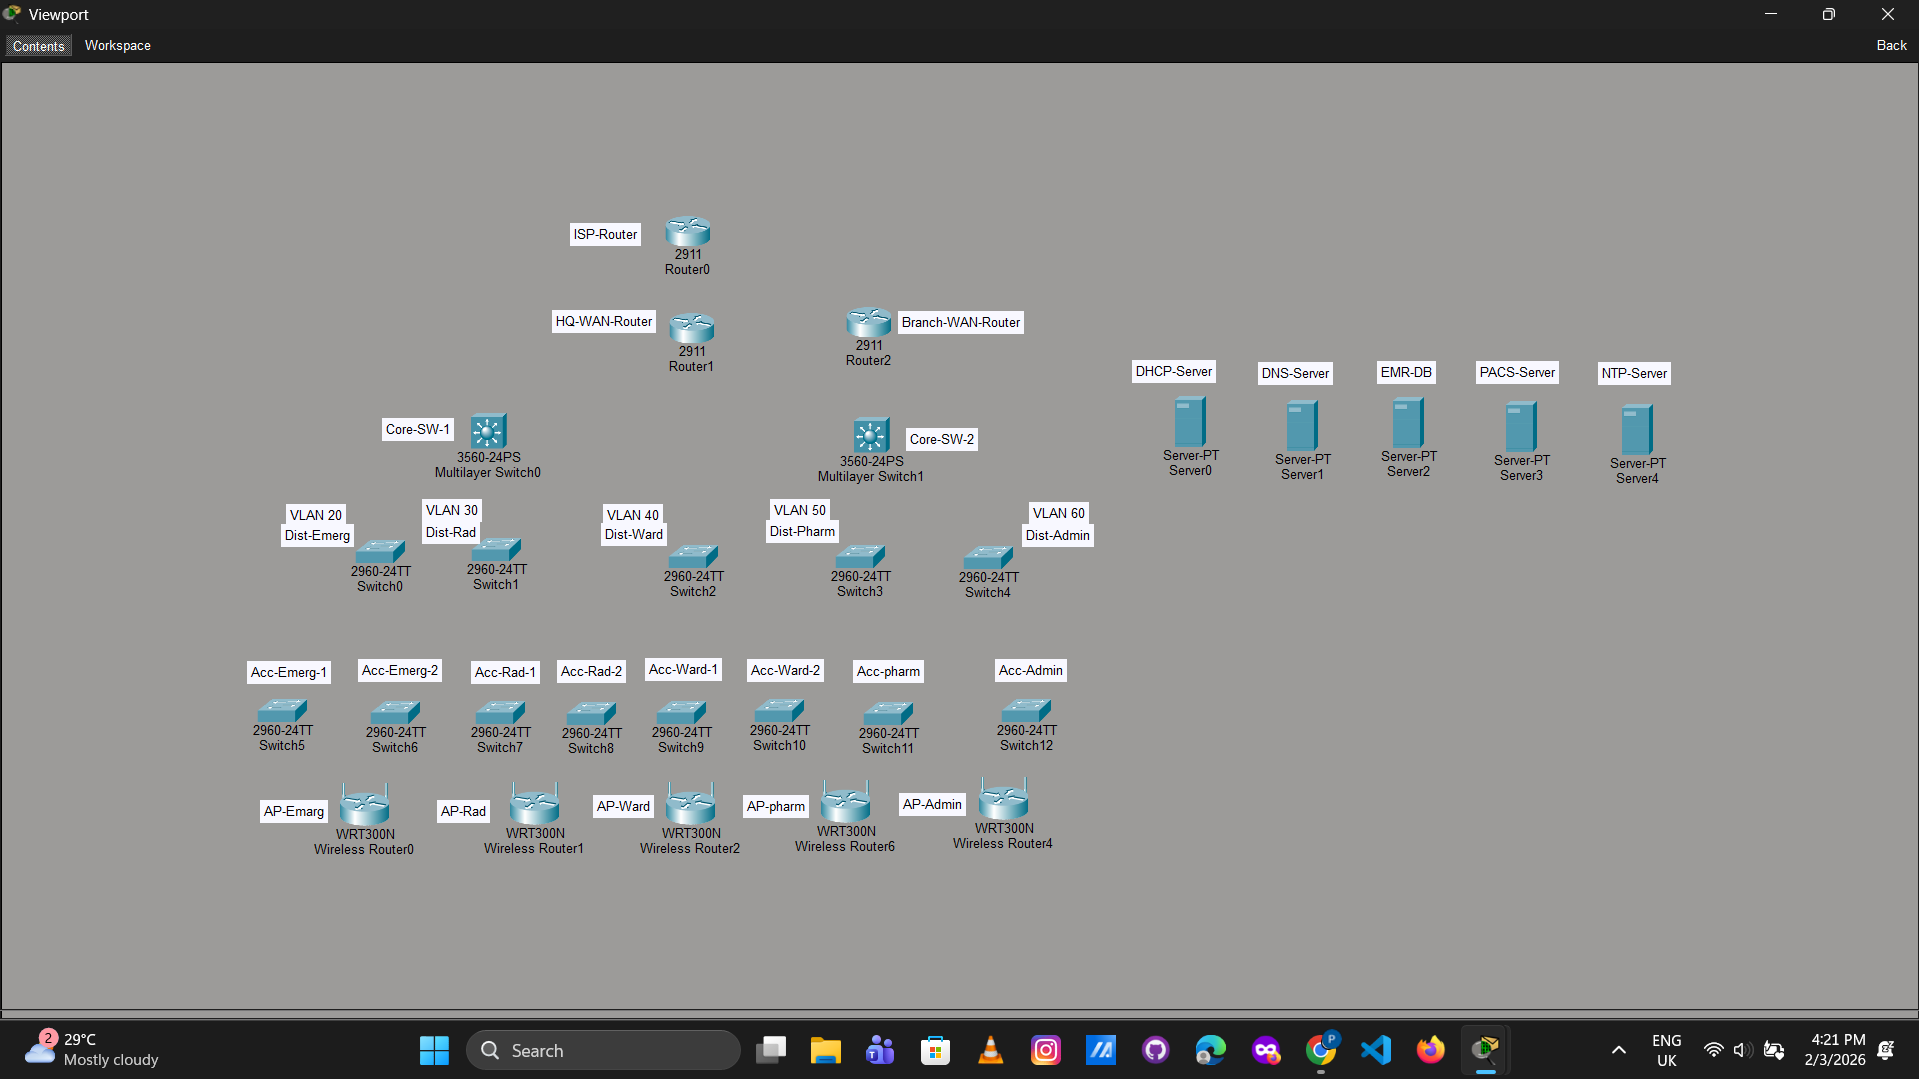 Viewport
Contents
Workspace
Back
ISP-Router
2911
Router0
HQ-WAN-Router
2911
Router1
2911
Router2
Branch-WAN-Router
DHCP-Server
DNS-Server
EMR-DB
PACS-Server
NTP-Server
Server-PT
Server0
Server-PT
Server1
Server-PT
Server2
Server-PT
Server3
Server-PT
Server4
Core-SW-1
3560-24PS
Multilayer Switch0
Core-SW-2
3560-24PS
Multilayer Switch1
VLAN 20
Dist-Emerg
2960-24TT
Switch0
VLAN 30
Dist-Rad
2960-24TT
Switch1
VLAN 40
Dist-Ward
2960-24TT
Switch2
VLAN 50
Dist-Pharm
2960-24TT
Switch3
VLAN 60
Dist-Admin
2960-24TT
Switch4
Acc-Emerg-1
Acc-Emerg-2
Acc-Rad-1
Acc-Rad-2
Acc-Ward-1
Acc-Ward-2
Acc-pharm
Acc-Admin
2960-24TT
Switch5
2960-24TT
Switch6
2960-24TT
Switch7
2960-24TT
Switch8
2960-24TT
Switch9
2960-24TT
Switch10
2960-24TT
Switch11
2960-24TT
Switch12
AP-Emarg
WRT300N
Wireless Router0
AP-Rad
WRT300N
Wireless Router1
AP-Ward
WRT300N
Wireless Router2
AP-pharm
WRT300N
Wireless Router6
AP-Admin
WRT300N
Wireless Router4
2
29°C
Mostly cloudy
Search
P
ENG
UK
4:21 PM
2/3/2026